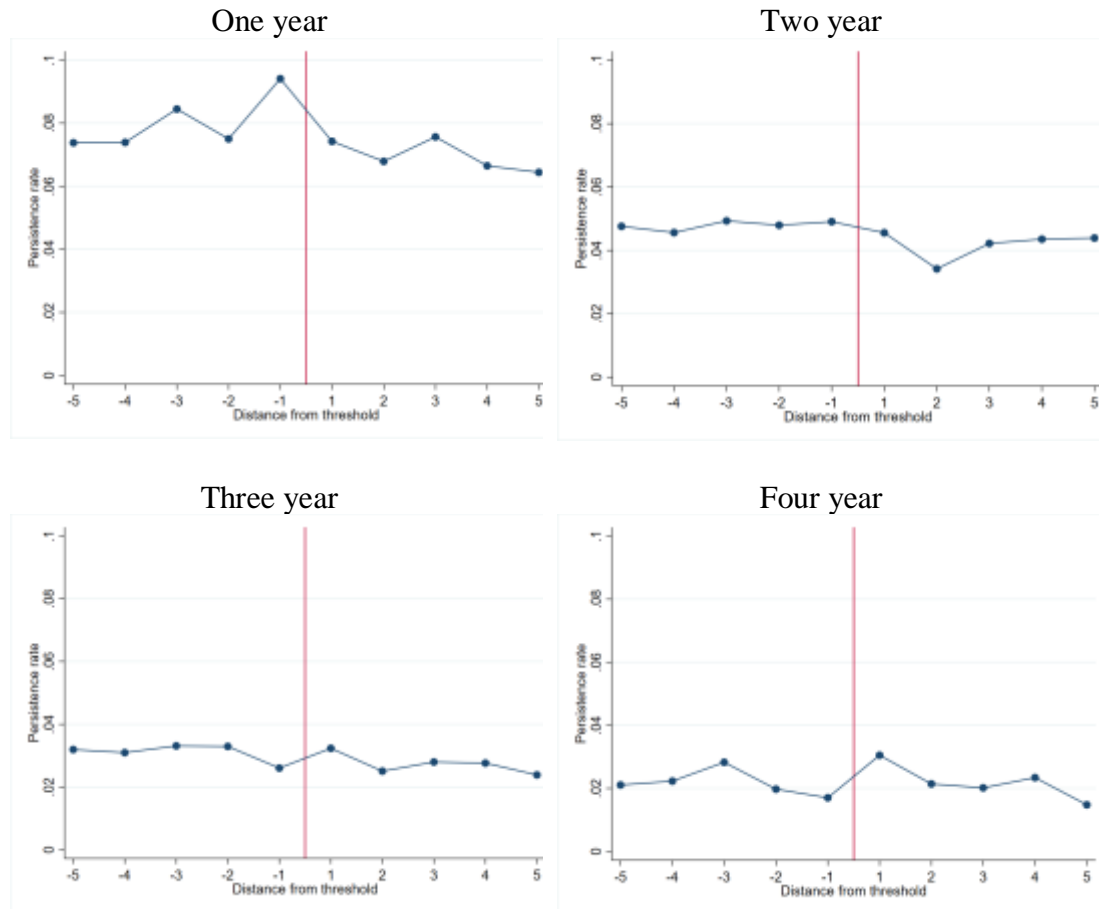 One year
Two year
Persistence rate
0 .02 .04 .06 .08 .1
-5 -4 -3 -2 -1 1 2 3 4 5
Distance from threshold
Persistence rate
0 .02 .04 .06 .08 .1
-5 -4 -3 -2 -1 1 2 3 4 5
Distance from threshold
Three year
Four year
Persistence rate
0 .02 .04 .06 .08 .1
-5 -4 -3 -2 -1 1 2 3 4 5
Distance from threshold
Persistence rate
0 .02 .04 .06 .08 .1
-5 -4 -3 -2 -1 1 2 3 4 5
Distance from threshold